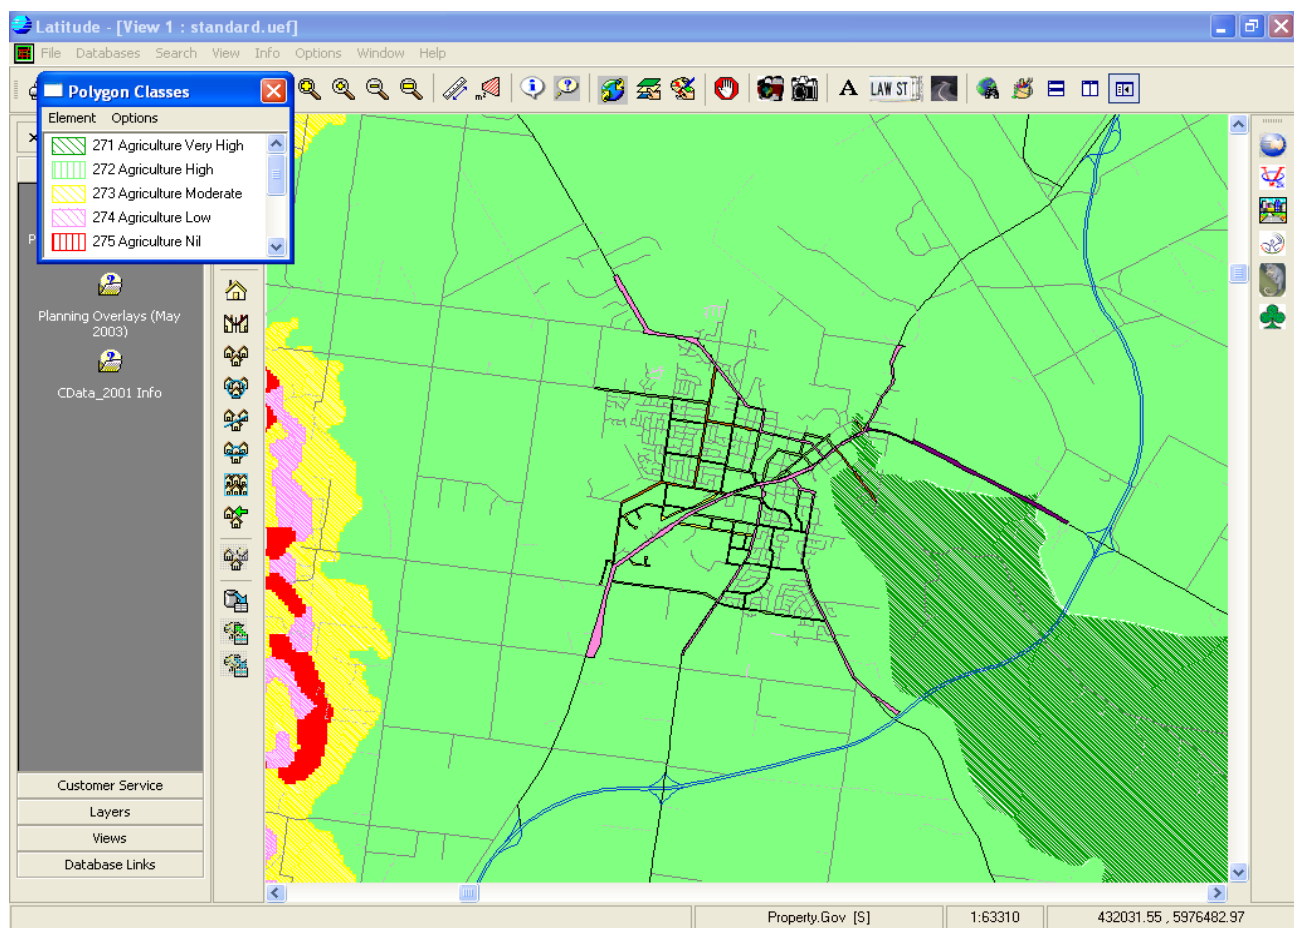 Latitude - [View 1 : standard.uef]
File Databases Search View Info Options Window Help
Polygon Classes
A LAW ST
Element Options
271 Agriculture Very High
272 Agriculture High
273 Agriculture Moderate
274 Agriculture Low
275 Agriculture Nil
P
Planning Overlays (May
2003)
CData_2001 Info
Customer Service
Layers
Views
Database Links
Property.Gov [S] 1:63310 432031.55 , 5976482.97